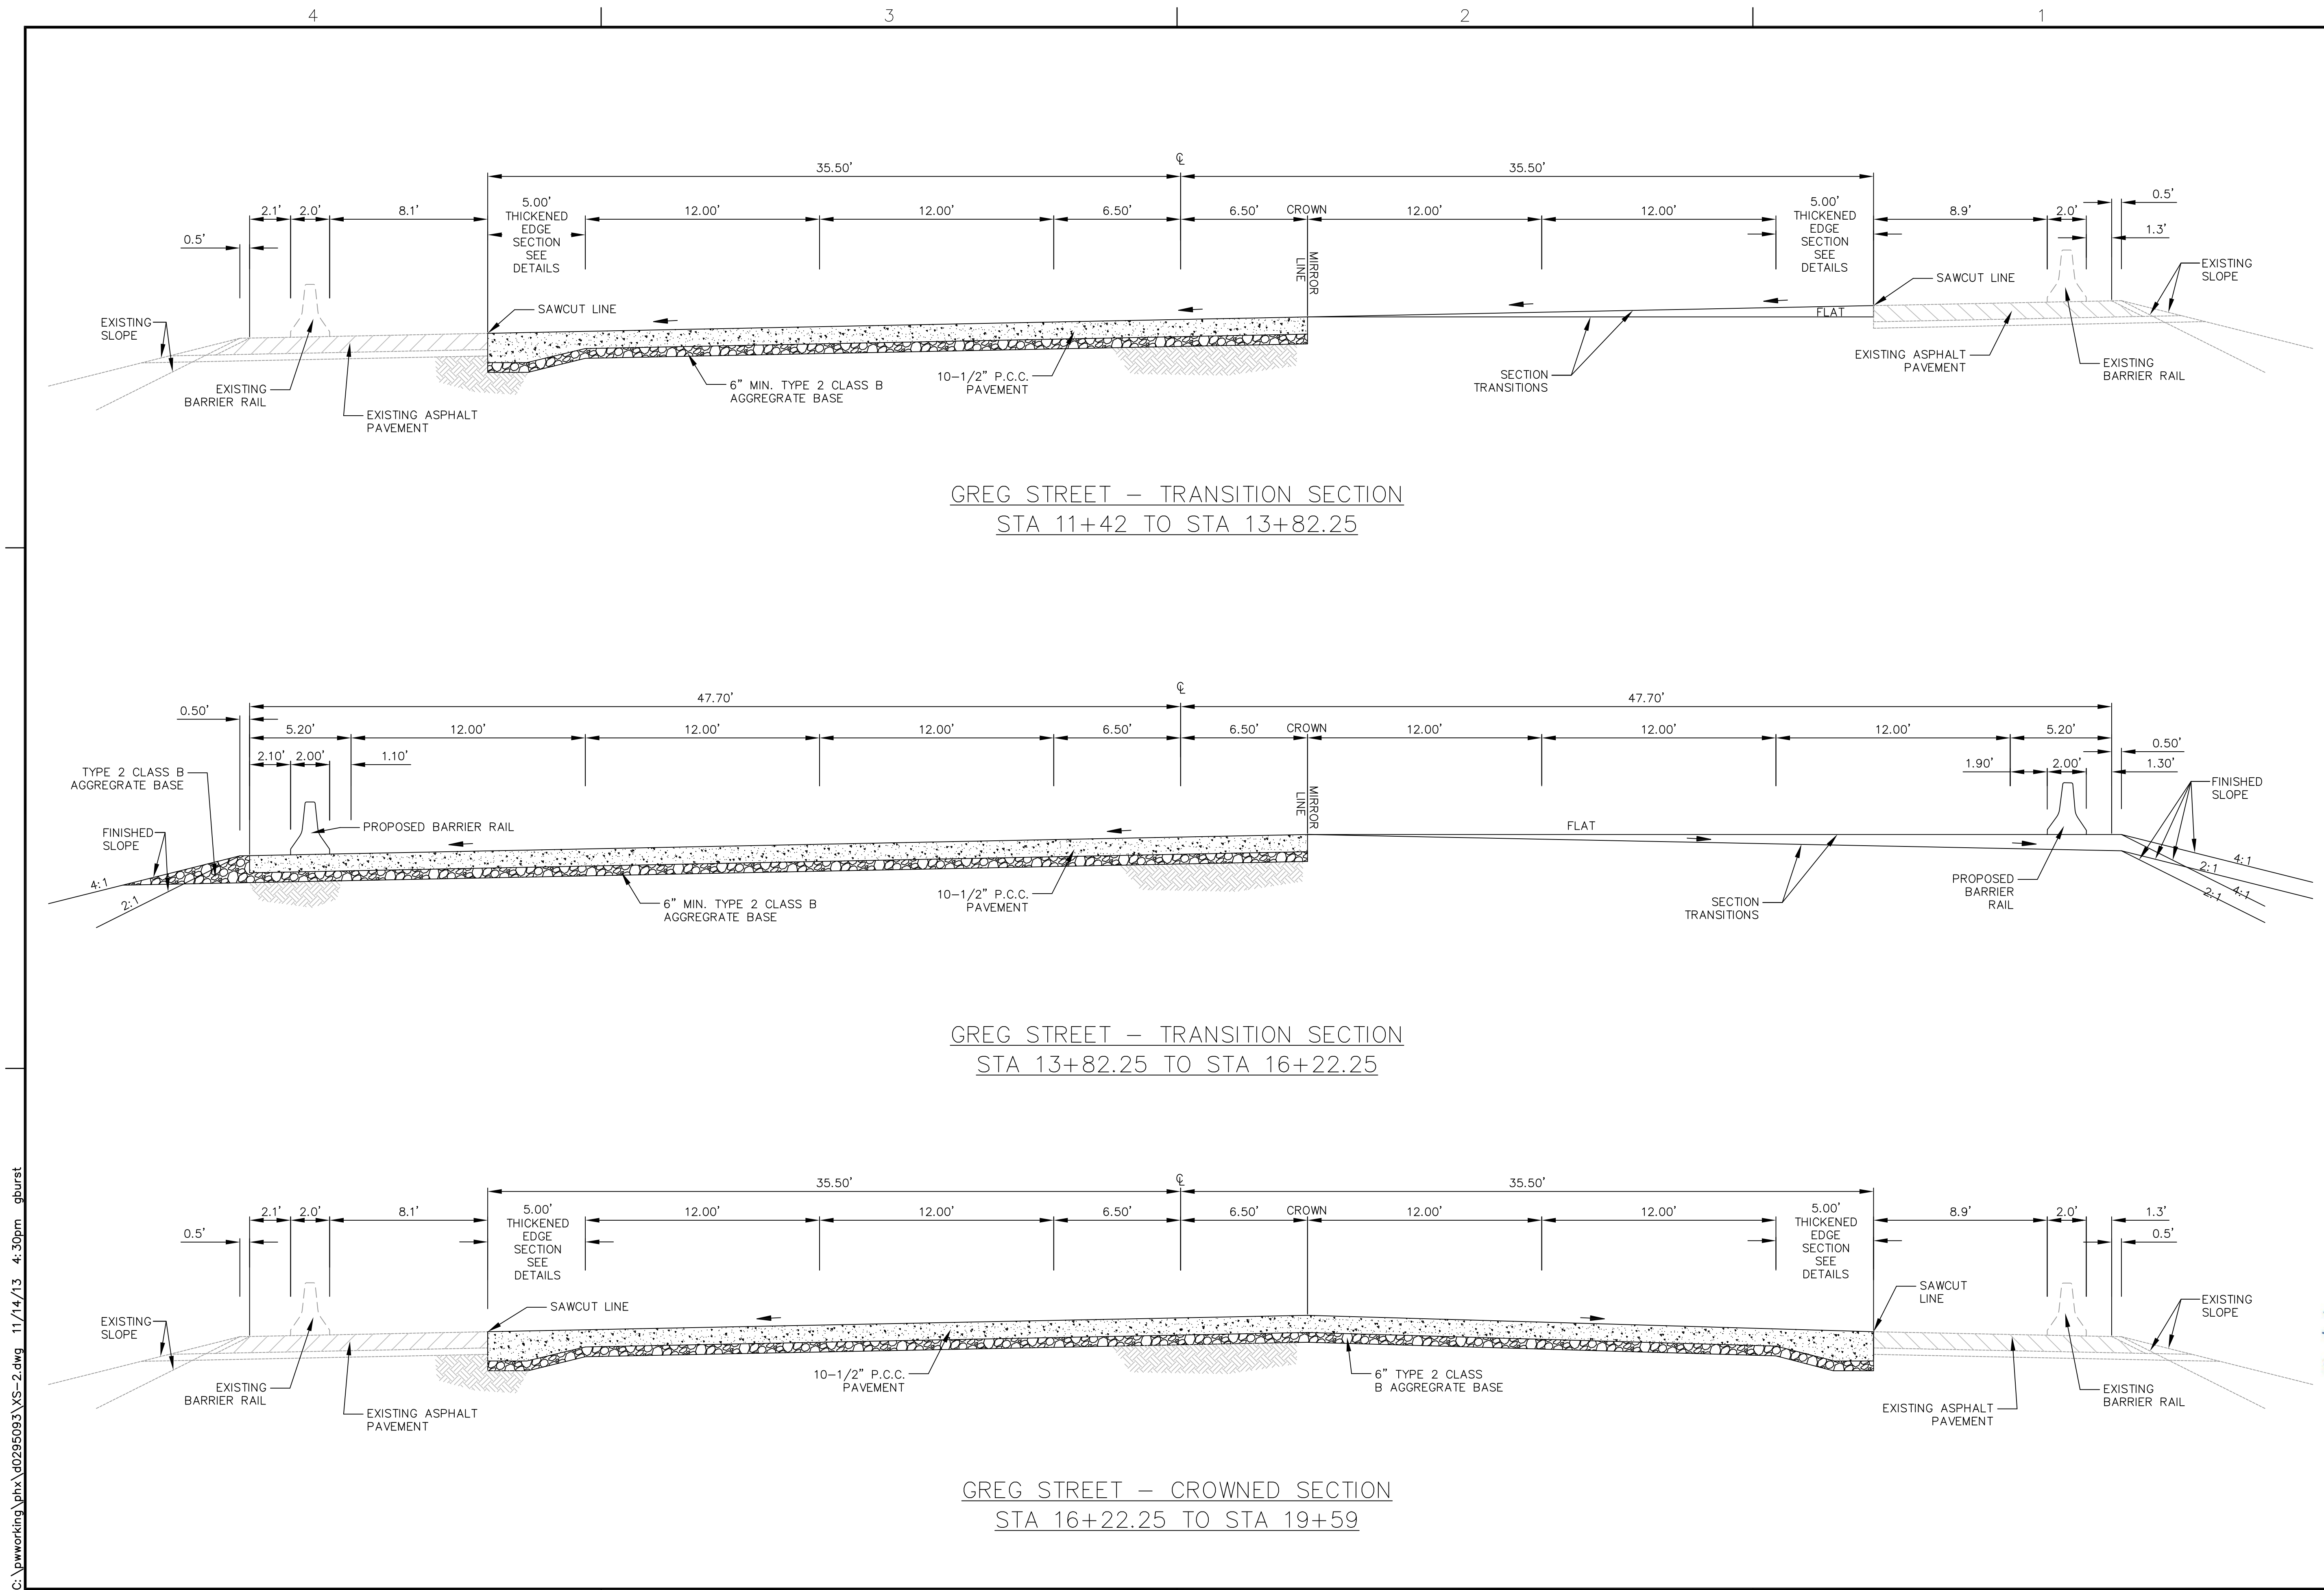 4 3 2 1
℄
35.50' 35.50'
2.1' 2.0' 8.1'
5.00'
THICKENED
EDGE
SECTION
SEE
DETAILS
12.00' 12.00' 6.50' 6.50' CROWN 12.00' 12.00'
5.00'
THICKENED
EDGE
SECTION
SEE
DETAILS
8.9' 2.0'
0.5'
1.3'
0.5'
MIRROR
LINE
SAWCUT LINE
SAWCUT LINE
EXISTING
SLOPE
EXISTING
SLOPE
FLAT
EXISTING
BARRIER RAIL
EXISTING ASPHALT
PAVEMENT
6" MIN. TYPE 2 CLASS B
AGGREGRATE BASE
10-1/2" P.C.C.
PAVEMENT
SECTION
TRANSITIONS
EXISTING ASPHALT
PAVEMENT
EXISTING
BARRIER RAIL
GREG STREET – TRANSITION SECTION
STA 11+42 TO STA 13+82.25
℄
47.70' 47.70'
0.50'
5.20' 12.00' 12.00' 12.00' 6.50' 6.50' CROWN 12.00' 12.00' 12.00' 5.20'
0.50'
2.10' 2.00' 1.10'
1.90' 2.00' 1.30'
TYPE 2 CLASS B
AGGREGRATE BASE
MIRROR
LINE
FINISHED
SLOPE
PROPOSED BARRIER RAIL
FINISHED
SLOPE
FLAT
4:1
2:1
4:1
2:1
4:1
2:1
6" MIN. TYPE 2 CLASS B
AGGREGRATE BASE
10-1/2" P.C.C.
PAVEMENT
SECTION
TRANSITIONS
PROPOSED
BARRIER
RAIL
GREG STREET – TRANSITION SECTION
STA 13+82.25 TO STA 16+22.25
℄
35.50' 35.50'
2.1' 2.0' 8.1'
5.00'
THICKENED
EDGE
SECTION
SEE
DETAILS
12.00' 12.00' 6.50' 6.50' CROWN 12.00' 12.00'
5.00'
THICKENED
EDGE
SECTION
SEE
DETAILS
8.9' 2.0' 1.3'
0.5'
0.5'
SAWCUT LINE
SAWCUT
LINE
EXISTING
SLOPE
EXISTING
SLOPE
EXISTING
BARRIER RAIL
EXISTING ASPHALT
PAVEMENT
10-1/2" P.C.C.
PAVEMENT
6" TYPE 2 CLASS
B AGGREGRATE BASE
EXISTING ASPHALT
PAVEMENT
EXISTING
BARRIER RAIL
GREG STREET – CROWNED SECTION
STA 16+22.25 TO STA 19+59
C:\pwworking\phx\d0295093\XS-2.dwg 11/14/13 4:30pm gburst